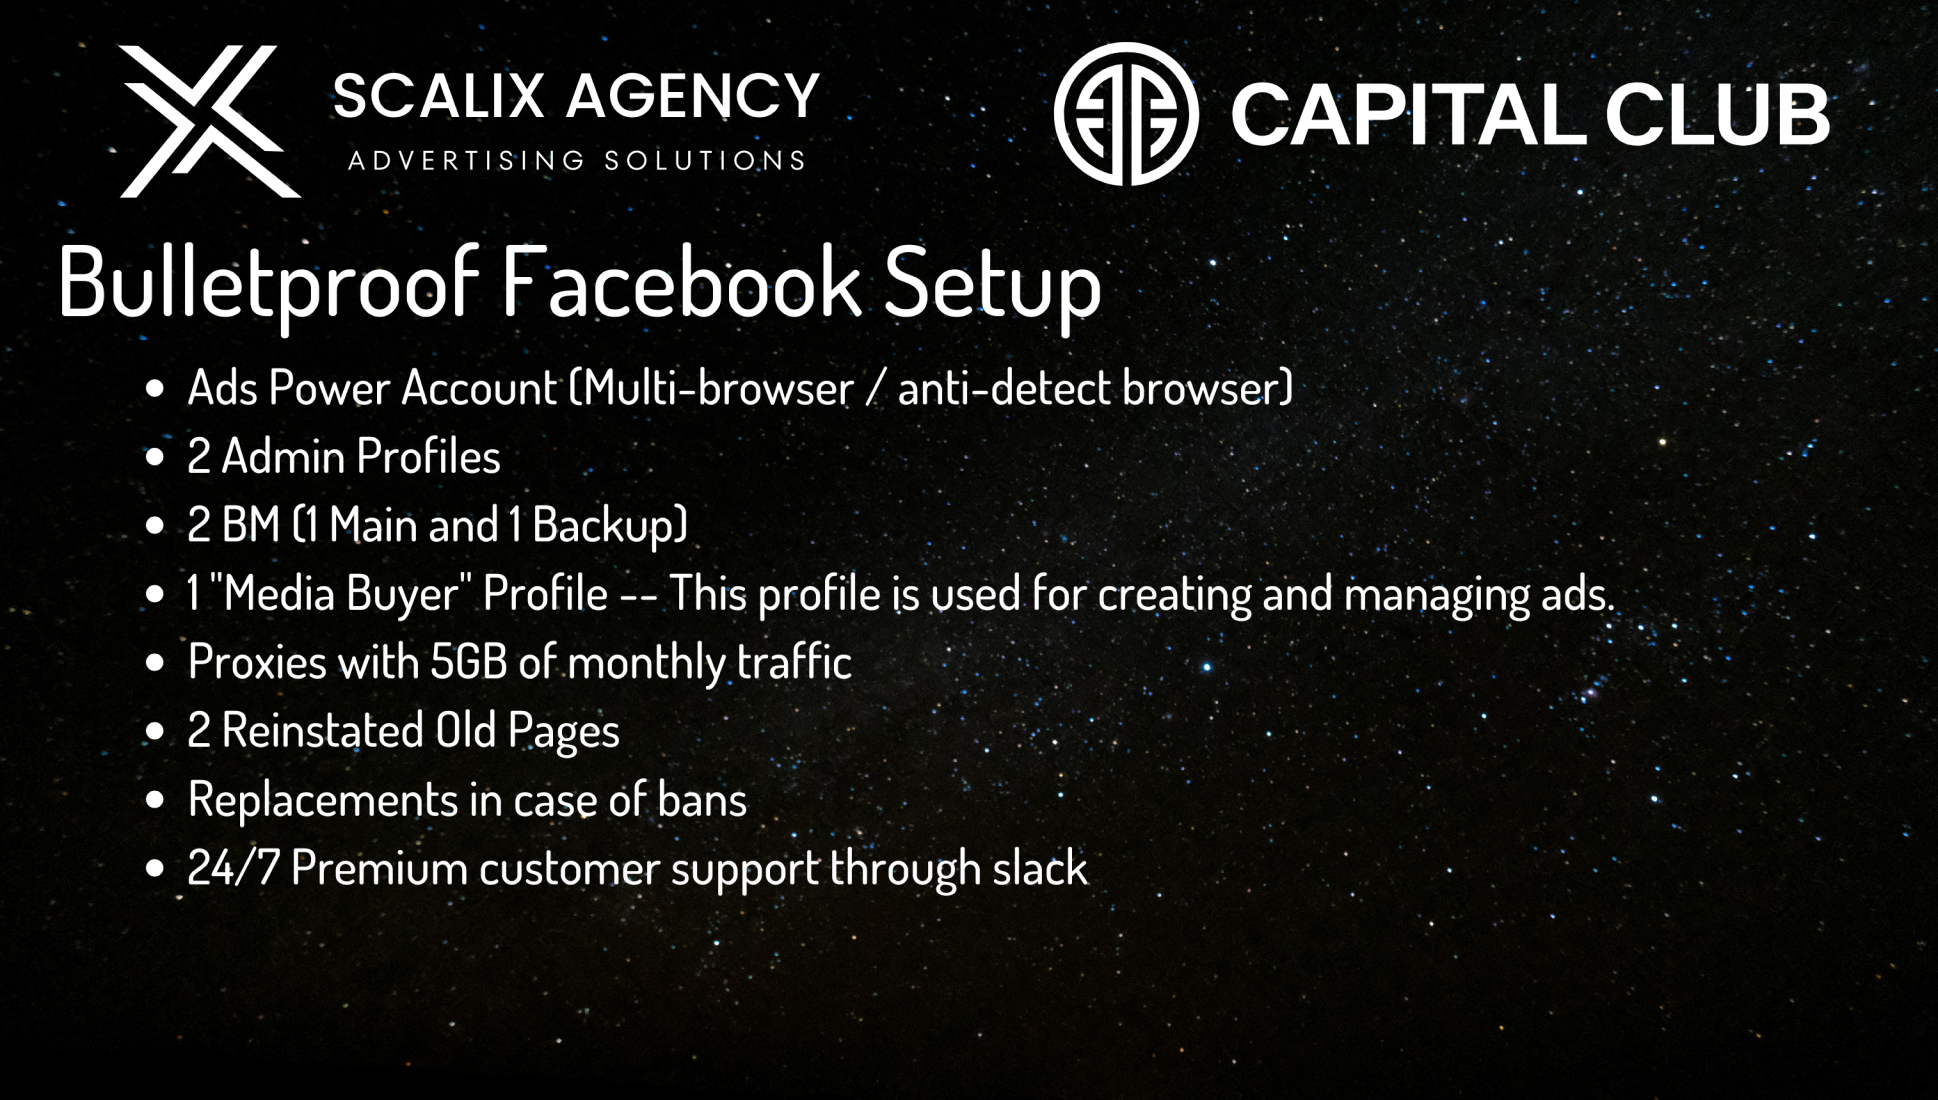 SCALIX AGENCY
ADVERTISING SOLUTIONS
CAPITAL CLUB
Bulletproof Facebook Setup
• Ads Power Account (Multi-browser / anti-detect browser)
• 2 Admin Profiles
• 2 BM (1 Main and 1 Backup)
• 1 "Media Buyer" Profile -- This profile is used for creating and managing ads.
• Proxies with 5GB of monthly traffic
• 2 Reinstated Old Pages
• Replacements in case of bans
• 24/7 Premium customer support through slack